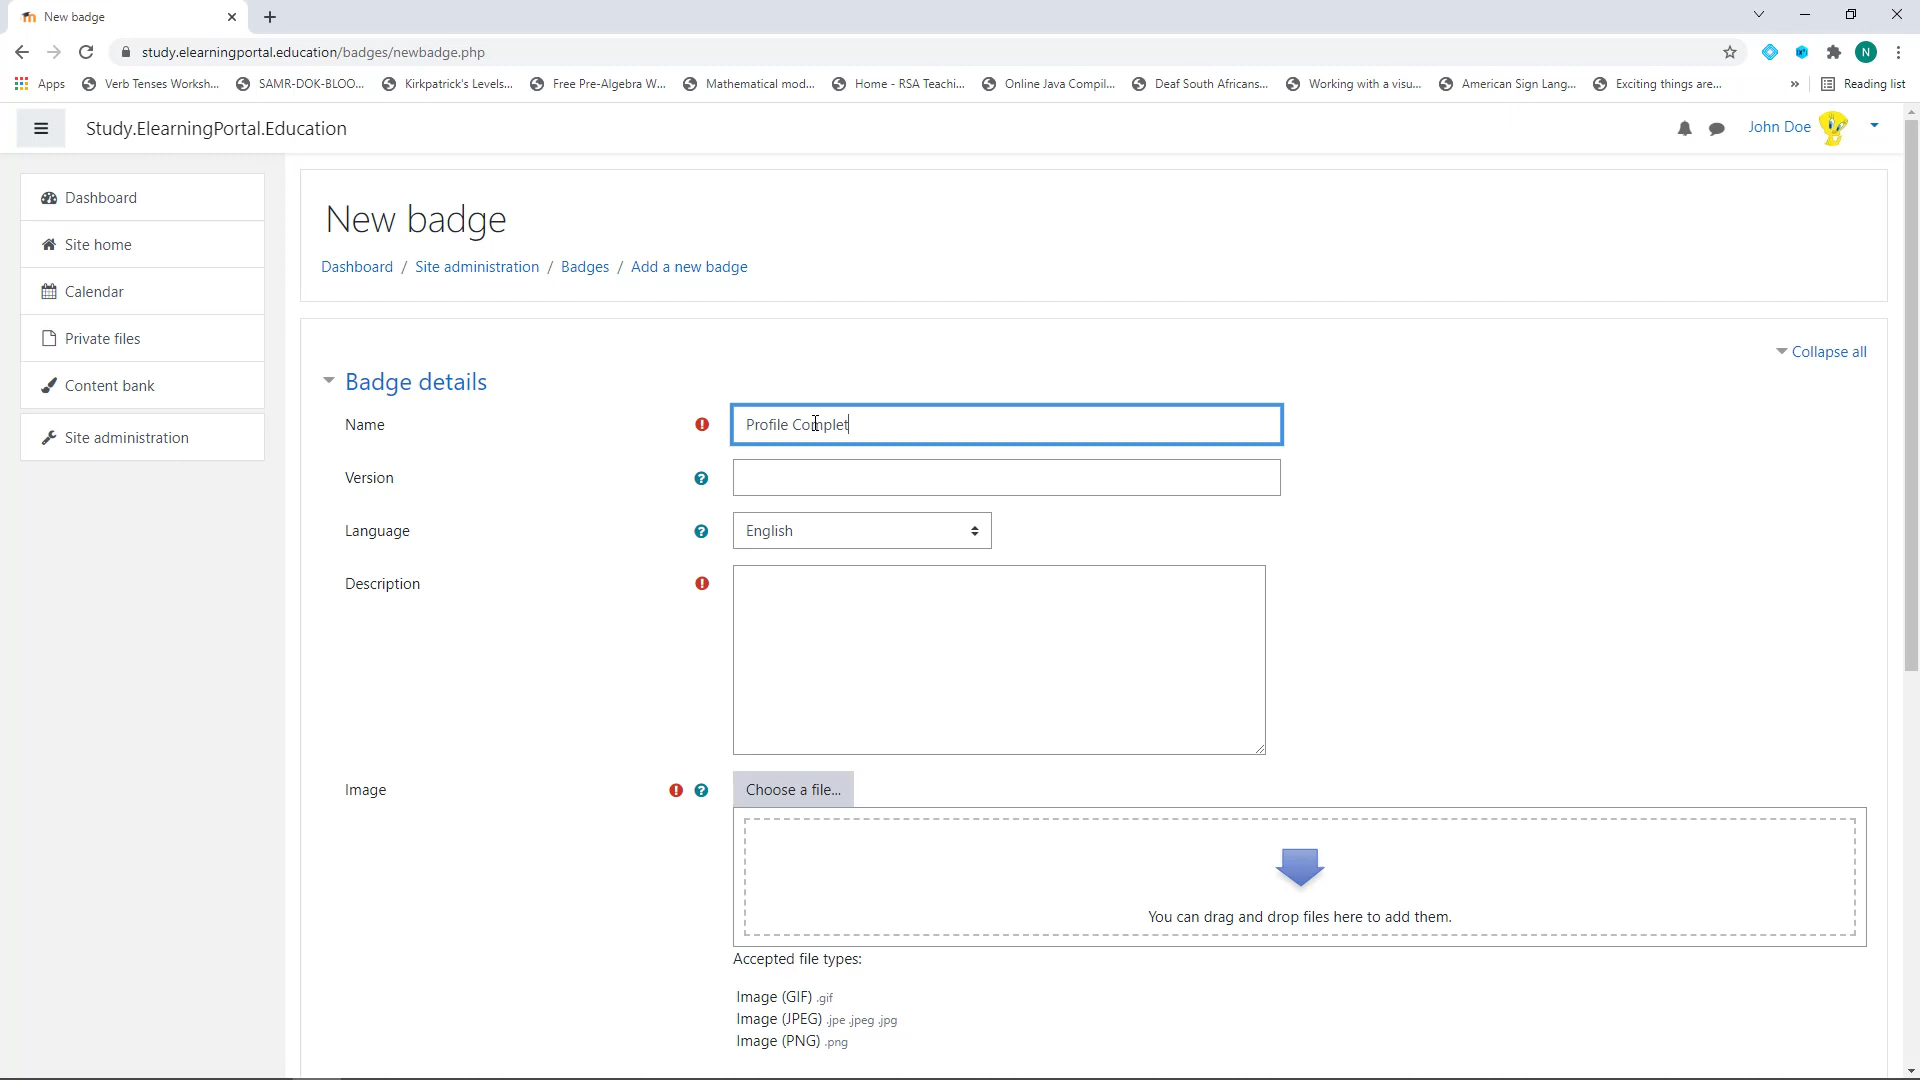 New badge
study.elearningportal.education/badges/newbadge.php
N
Apps Verb Tenses Worksh... SAMR-DOK-BLOO... Kirkpatrick's Levels... Free Pre-Algebra W... Mathematical mod... Home - RSA Teachi... Online Java Compil... Deaf South Africans... Working with a visu... American Sign Lang... Exciting things are... » Reading list
Study.ElearningPortal.Education
John Doe
Dashboard
Site home
Calendar
Private files
Content bank
Site administration
New badge
Dashboard / Site administration / Badges / Add a new badge
Collapse all
Badge details
Name
Profile Complet
Version
Language
English
Description
Image
Choose a file...
You can drag and drop files here to add them.
Accepted file types:
Image (GIF) .gif
Image (JPEG) .jpe .jpeg .jpg
Image (PNG) .png